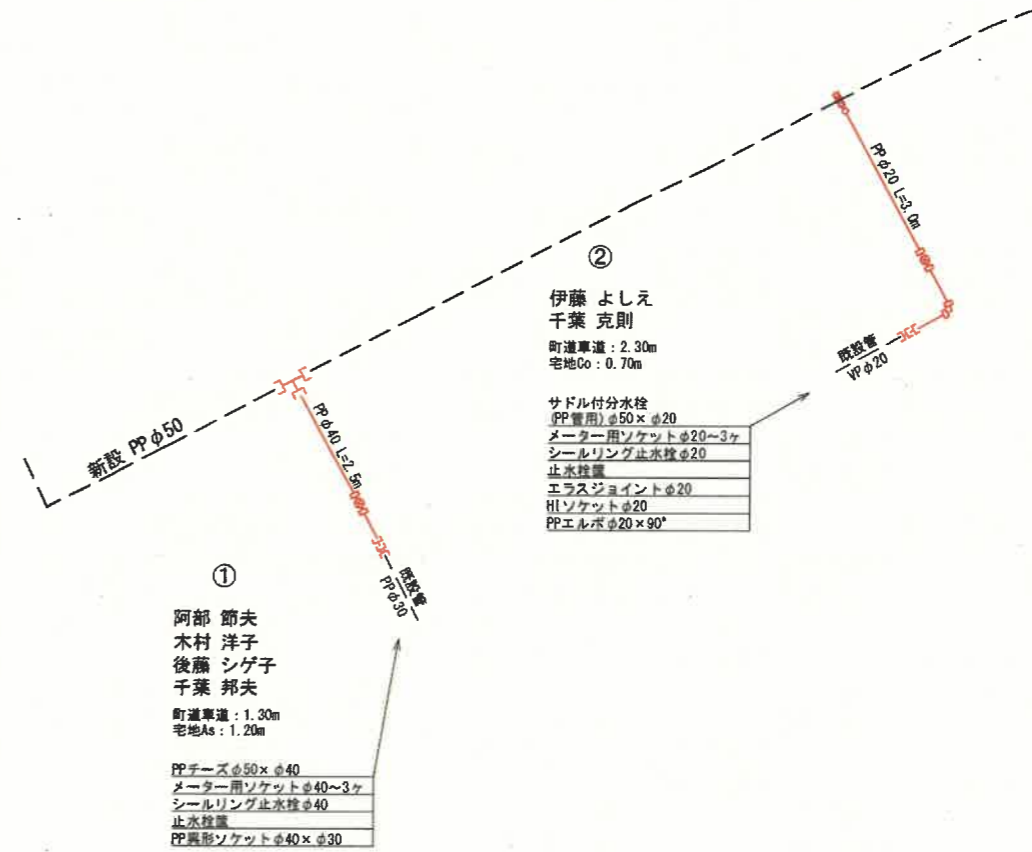 新設 PPφ50
PPφ40 L=2.5m
既設管
PPφ30
①
阿部 節夫
木村 洋子
後藤 シゲ子
千葉 邦夫
町道車道：1.30m
宅地As：1.20m
PPチーズφ50×φ40
メーター用ソケットφ40～3ヶ
シールリング止水栓φ40
止水栓筐
PP異形ソケットφ40×φ30
②
伊藤 よしえ
千葉 克則
町道車道：2.30m
宅地Co：0.70m
サドル付分水栓
(PP管用)φ50×φ20
メーター用ソケットφ20～3ヶ
シールリング止水栓φ20
止水栓筐
エラスジョイントφ20
HIソケットφ20
PPエルボφ20×90°
PPφ20 L=3.0m
既設管
VPφ20